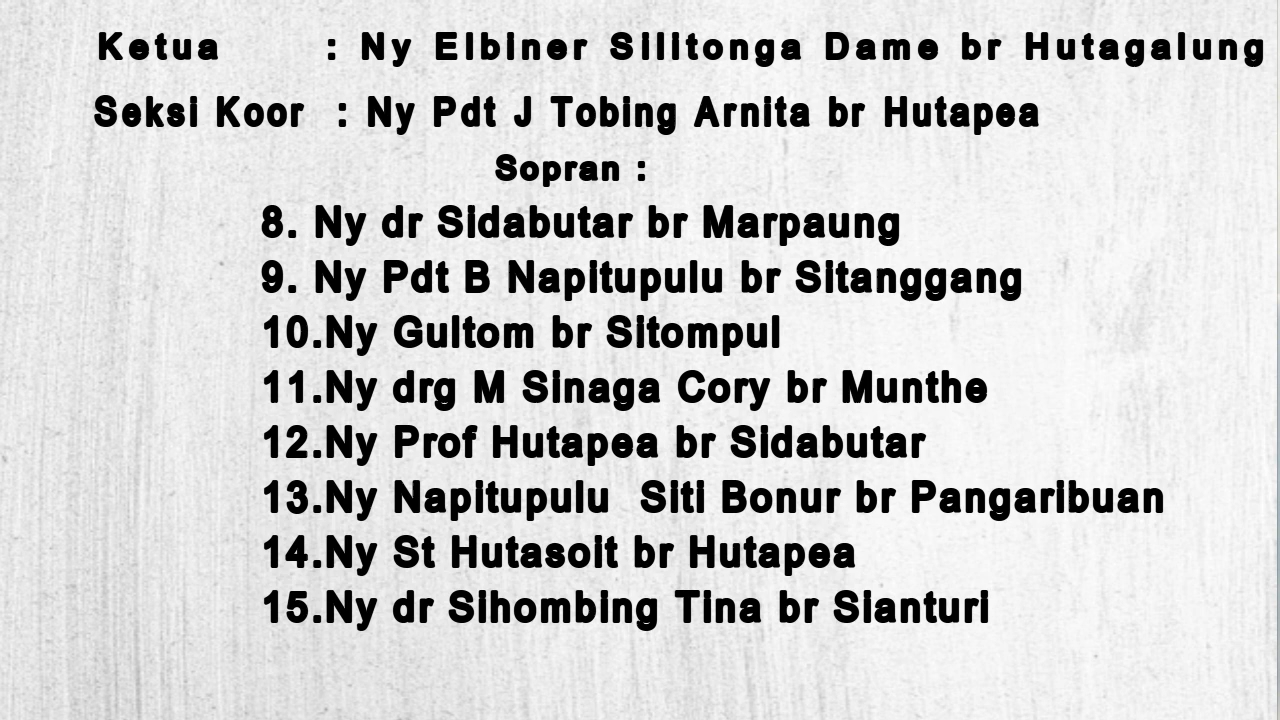 Ketua : Ny Elbiner Silitonga Dame br Hutagalung
Seksi Koor : Ny Pdt J Tobing Arnita br Hutapea
Sopran :
8. Ny dr Sidabutar br Marpaung
9. Ny Pdt B Napitupulu br Sitanggang
10.Ny Gultom br Sitompul
11.Ny drg M Sinaga Cory br Munthe
12.Ny Prof Hutapea br Sidabutar
13.Ny Napitupulu Siti Bonur br Pangaribuan
14.Ny St Hutasoit br Hutapea
15.Ny dr Sihombing Tina br Sianturi